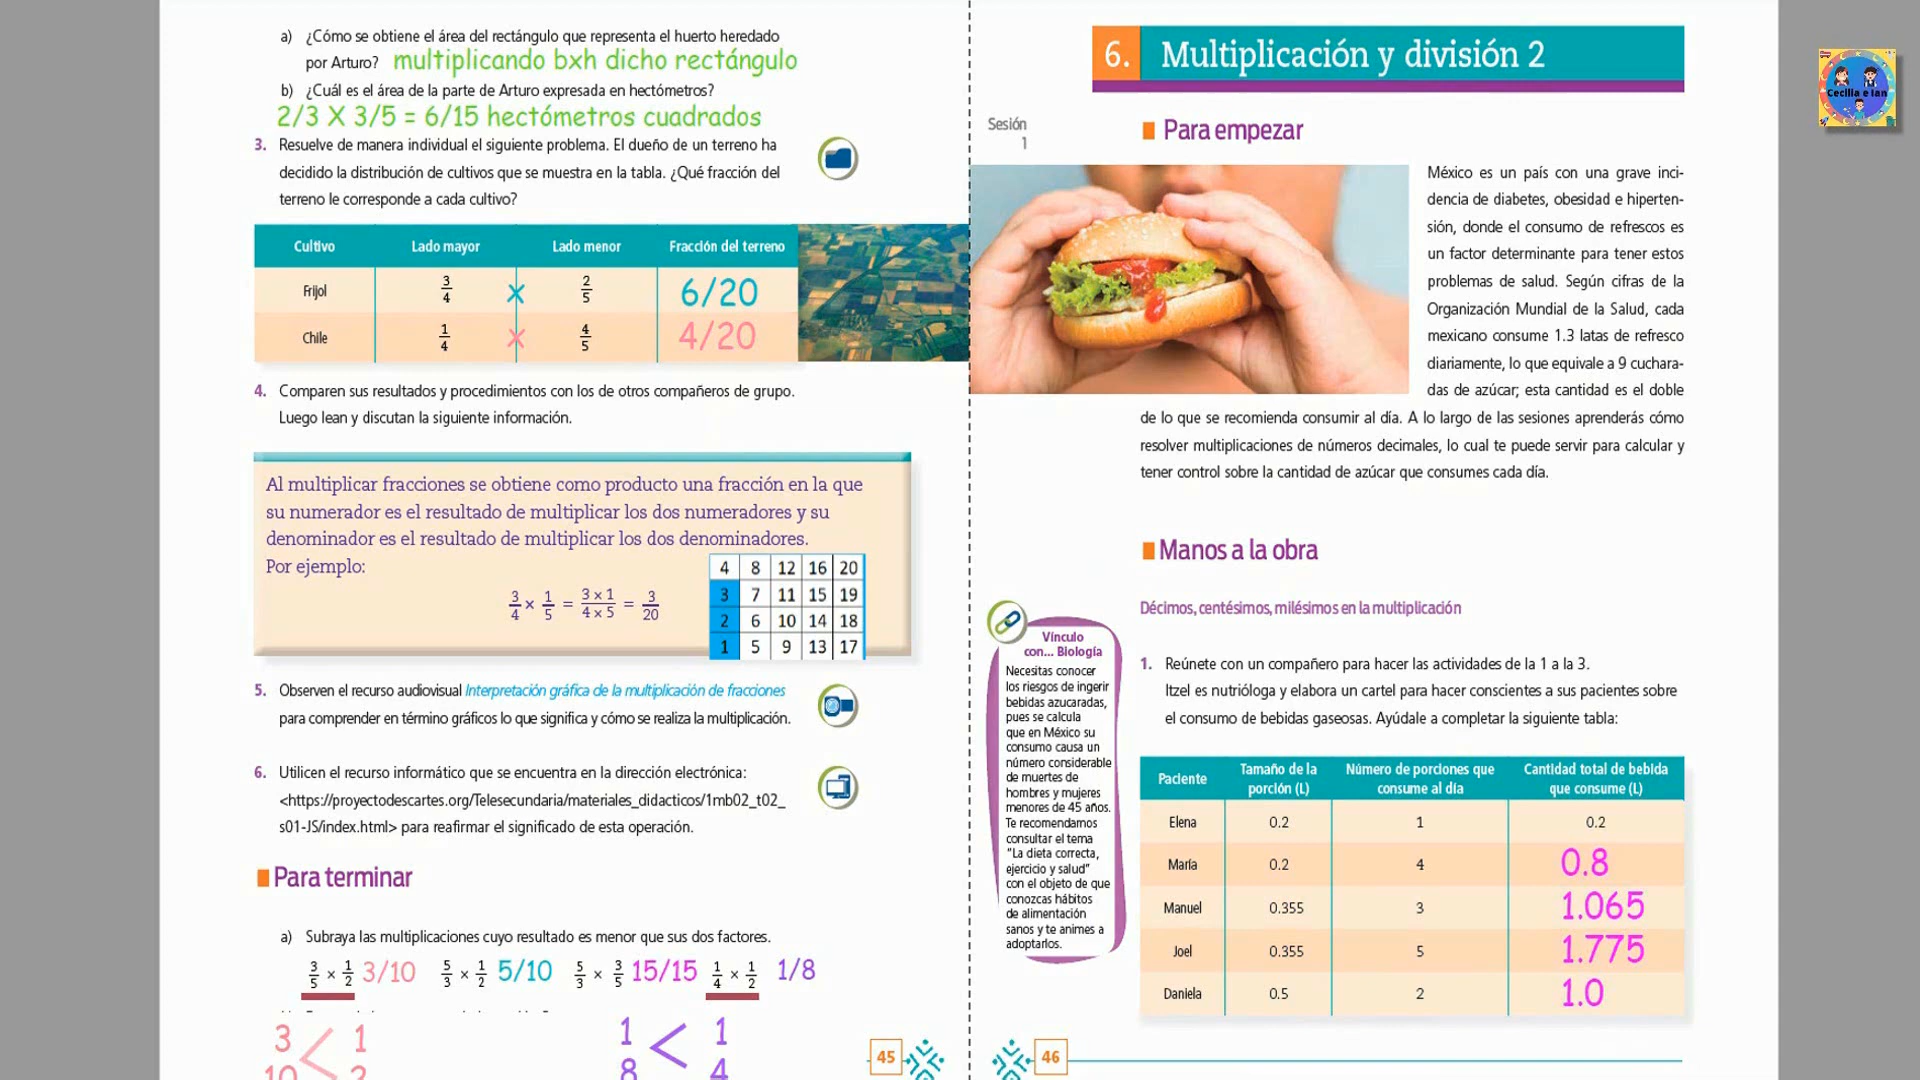 a) ¿Cómo se obtiene el área del rectángulo que representa el huerto heredado
por Arturo? multiplicando bxh dicho rectángulo
b) ¿Cuál es el área de la parte de Arturo expresada en hectómetros?
2/3 X 3/5 = 6/15 hectómetros cuadrados
3. Resuelve de manera individual el siguiente problema. El dueño de un terreno ha
decidido la distribución de cultivos que se muestra en la tabla. ¿Qué fracción del
terreno le corresponde a cada cultivo?
Cultivo Lado mayor Lado menor Fracción del terreno
Frijol 3/4 x 2/5 6/20
Chile 1/4 x 4/5 4/20
4. Comparen sus resultados y procedimientos con los de otros compañeros de grupo.
Luego lean y discutan la siguiente información.
Al multiplicar fracciones se obtiene como producto una fracción en la que
su numerador es el resultado de multiplicar los dos numeradores y su
denominador es el resultado de multiplicar los dos denominadores.
Por ejemplo:
3/4 × 1/5 = 3 × 1/4 × 5 = 3/20
4 8 12 16 20
3 7 11 15 19
2 6 10 14 18
1 5 9 13 17
5. Observen el recurso audiovisual Interpretación gráfica de la multiplicación de fracciones
para comprender en término gráficos lo que significa y cómo se realiza la multiplicación.
6. Utilicen el recurso informático que se encuentra en la dirección electrónica:
<https://proyectodescartes.org/Telesecundaria/materiales_didacticos/1mb02_t02_
s01-JS/index.html> para reafirmar el significado de esta operación.
Para terminar
a) Subraya las multiplicaciones cuyo resultado es menor que sus dos factores.
3/5 × 1/2 3/10 5/3 × 1/2 5/10 5/3 × 3/5 15/15 1/4 × 1/2 1/8
3/10 < 1/2 1/8 < 1/4
45
6. Multiplicación y división 2
Sesión
1
Para empezar
México es un país con una grave inci-
dencia de diabetes, obesidad e hiperten-
sión, donde el consumo de refrescos es
un factor determinante para tener estos
problemas de salud. Según cifras de la
Organización Mundial de la Salud, cada
mexicano consume 1.3 latas de refresco
diariamente, lo que equivale a 9 cuchara-
das de azúcar; esta cantidad es el doble
de lo que se recomienda consumir al día. A lo largo de las sesiones aprenderás cómo
resolver multiplicaciones de números decimales, lo cual te puede servir para calcular y
tener control sobre la cantidad de azúcar que consumes cada día.
Manos a la obra
Décimos, centésimos, milésimos en la multiplicación
Vínculo
con... Biología
Necesitas conocer
los riesgos de ingerir
bebidas azucaradas,
pues se calcula
que en México su
consumo causa un
número considerable
de muertes de
hombres y mujeres
menores de 45 años.
Te recomendamos
consultar el tema
"La dieta correcta,
ejercicio y salud"
con el objeto de que
conozcas hábitos
de alimentación
sanos y te animes a
adoptarlos.
1. Reúnete con un compañero para hacer las actividades de la 1 a la 3.
Itzel es nutrióloga y elabora un cartel para hacer conscientes a sus pacientes sobre
el consumo de bebidas gaseosas. Ayúdale a completar la siguiente tabla:
Paciente Tamaño de la porción (L) Número de porciones que consume al día Cantidad total de bebida que consume (L)
Elena 0.2 1 0.2
María 0.2 4 0.8
Manuel 0.355 3 1.065
Joel 0.355 5 1.775
Daniela 0.5 2 1.0
46
Cecilia e Ian